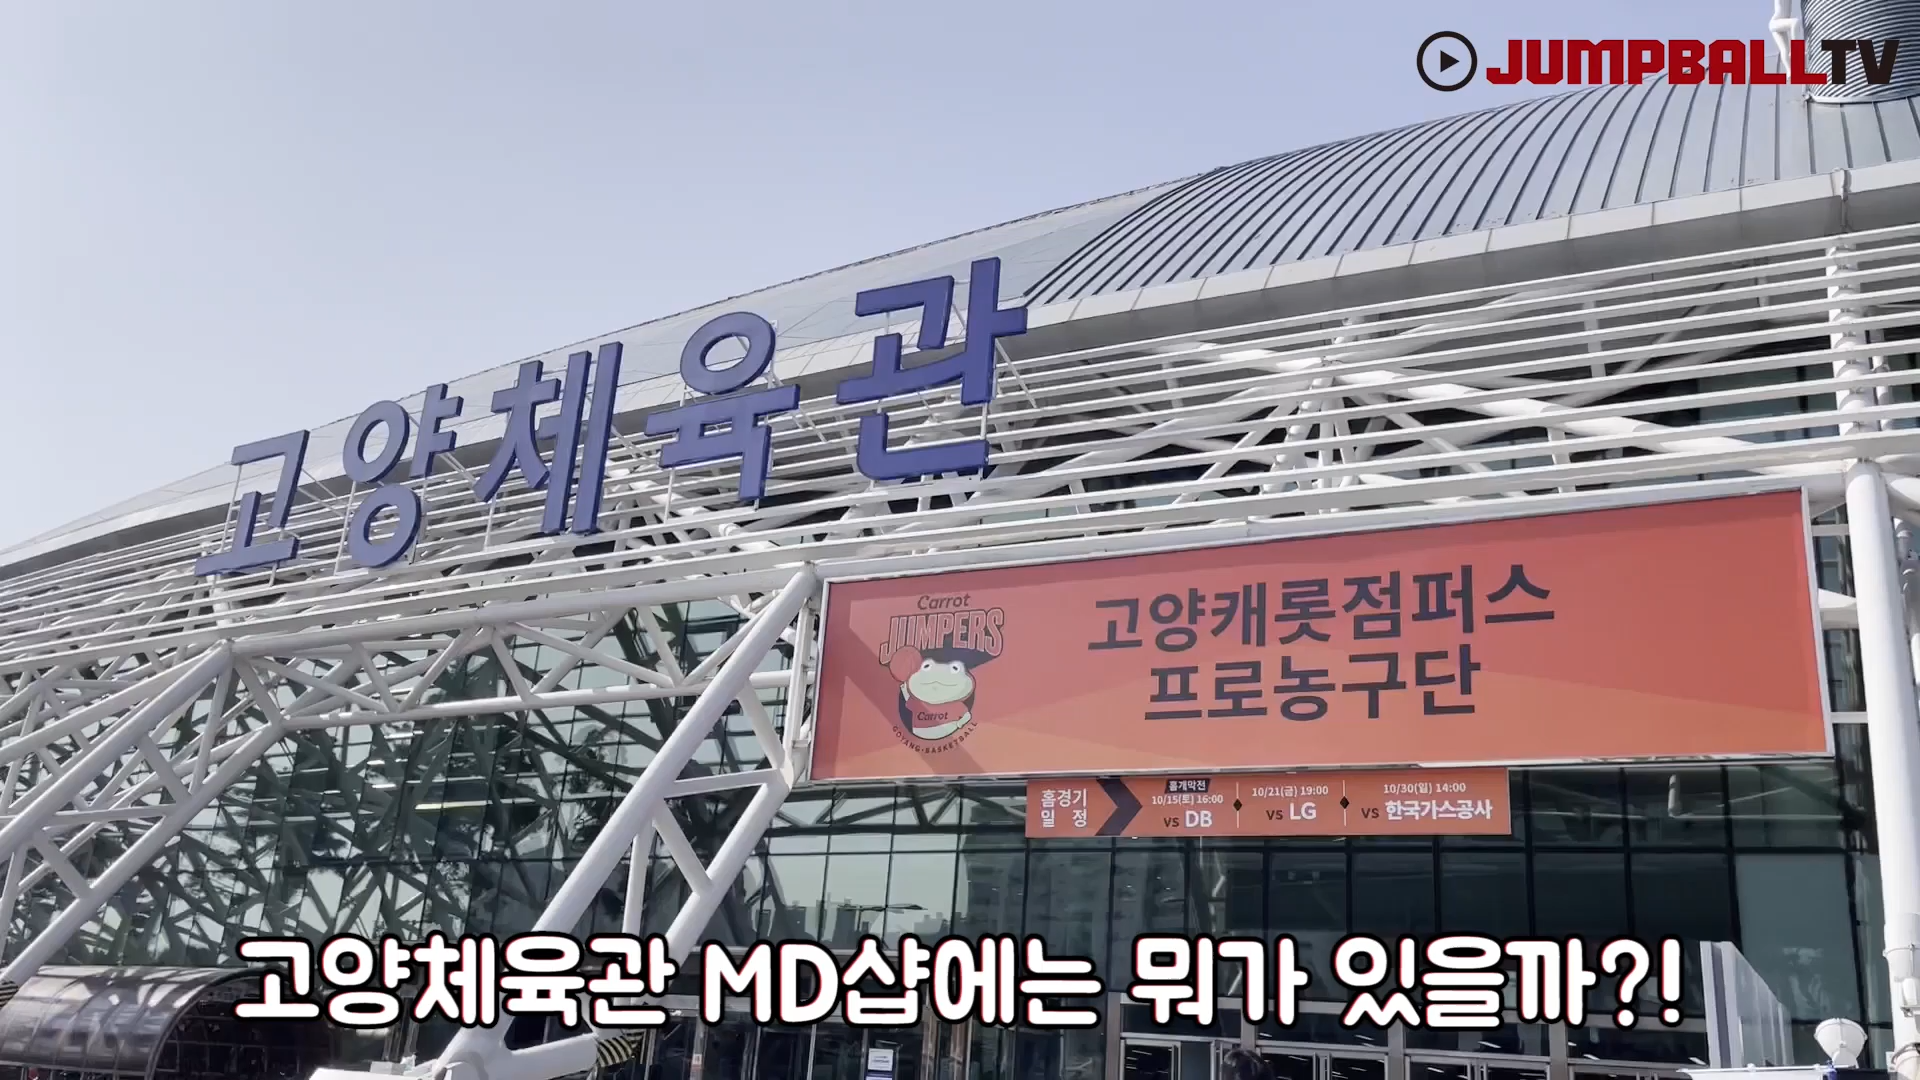 JUMPBALLTV
고양체육관
Carrot
JUMPERS
Carrot
GOYANG-BASKETBALL
고양캐롯점퍼스
프로농구단
홈경기
일 정
홈개막전
10/15(토) 16:00
vs DB
10/21(금) 19:00
vs LG
10/30(일) 14:00
vs 한국가스공사
고양체육관 MD샵에는 뭐가 있을까?!